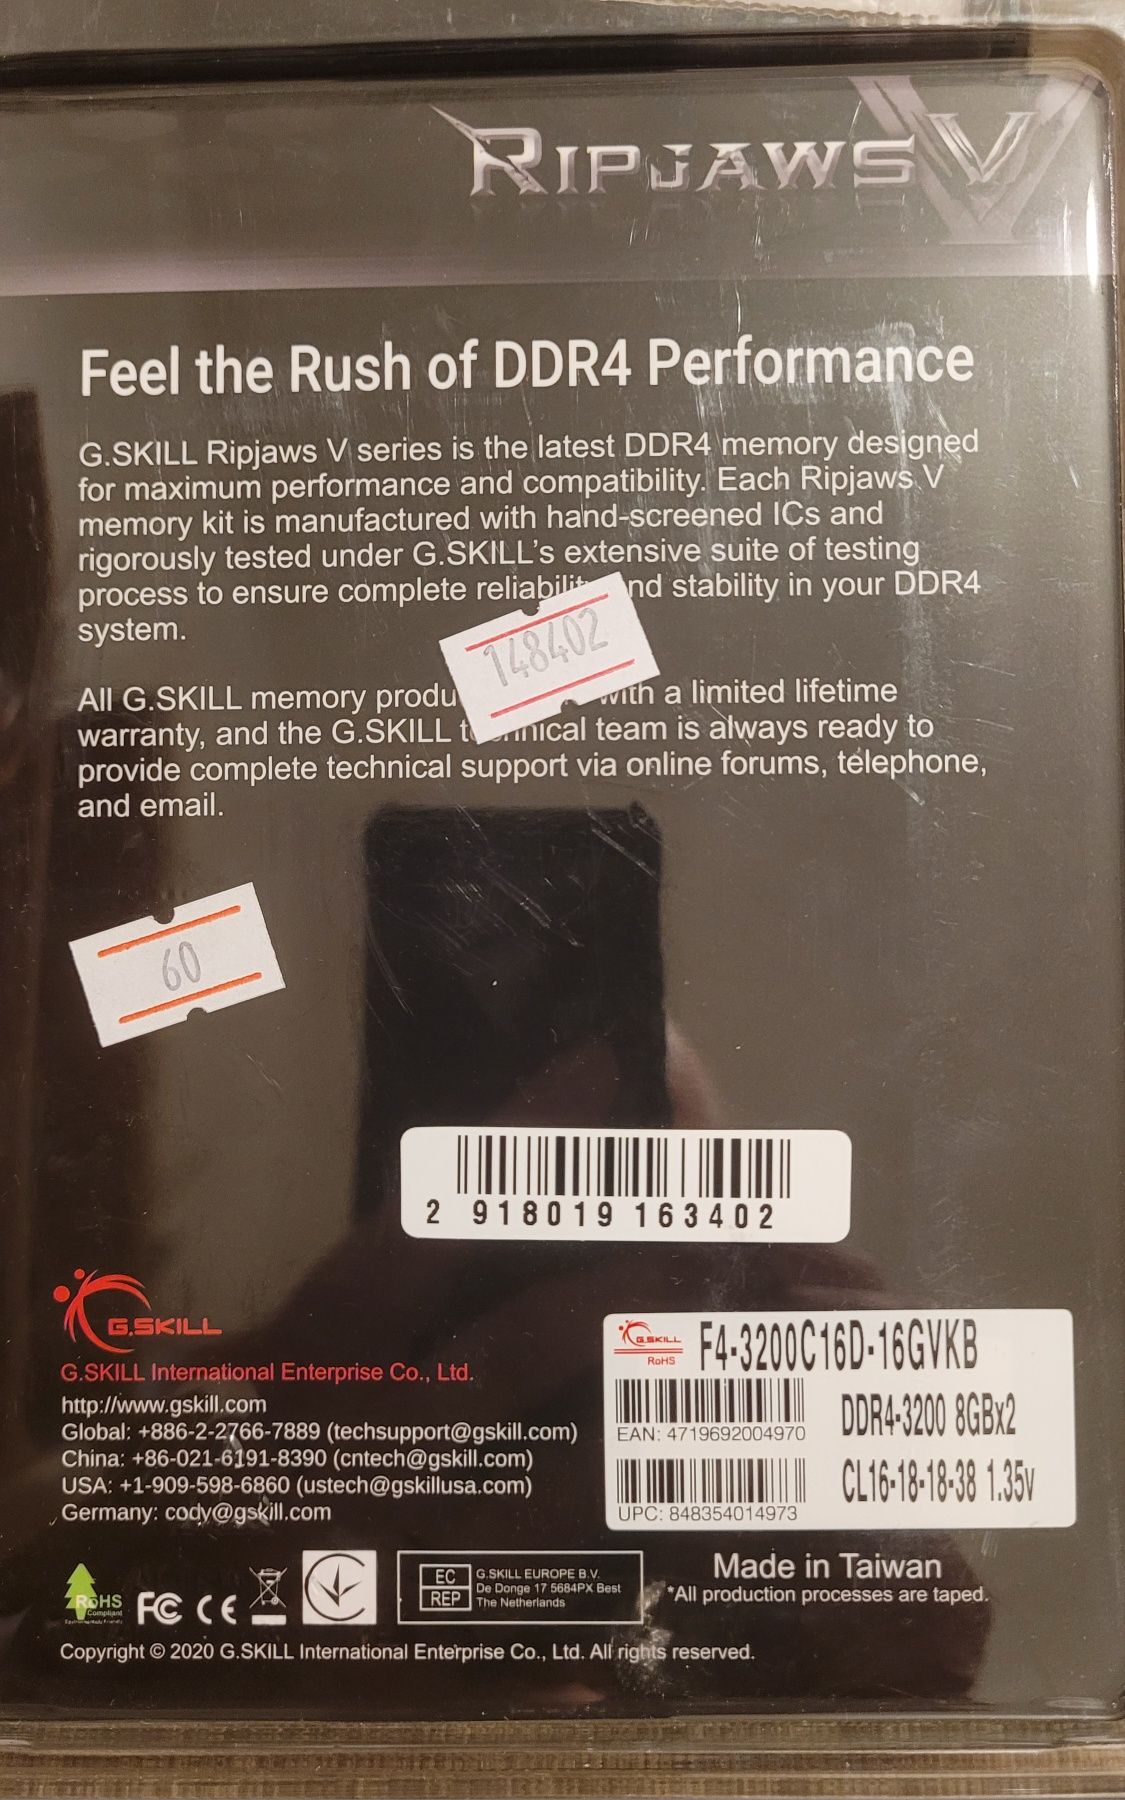 RIPJAWS V
Feel the Rush of DDR4 Performance
G.SKILL Ripjaws V series is the latest DDR4 memory designed
for maximum performance and compatibility. Each Ripjaws V
memory kit is manufactured with hand-screened ICs and
rigorously tested under G.SKILL's extensive suite of testing
process to ensure complete nd stability in your DDR4
system.
148402
All G.SKILL memory with a limited lifetime
warranty, and the G.SKILL team is always ready to
provide complete technical support via online forums, telephone,
and email.
60
2 918019 163402
G.SKILL
G.SKILL International Enterprise Co., Ltd.
http://www.gskill.com
Global: +886-2-2766-7889 (techsupport@gskill.com)
China: +86-021-6191-8390 (cntech@gskill.com)
USA: +1-909-598-6860 (ustech@gskillusa.com)
Germany: cody@gskill.com
G.SKILL
RoHS
F4-3200C16D-16GVKB
EAN: 4719692004970
DDR4-3200 8GBx2
UPC: 848354014973
CL16-18-18-38 1.35v
RoHS
Compliant
Environmentally Friendly
FC CE
EC REP
G.SKILL EUROPE B.V.
De Donge 17 5684PX Best
The Netherlands
Made in Taiwan
*All production processes are taped.
Copyright © 2020 G.SKILL International Enterprise Co., Ltd. All rights reserved.